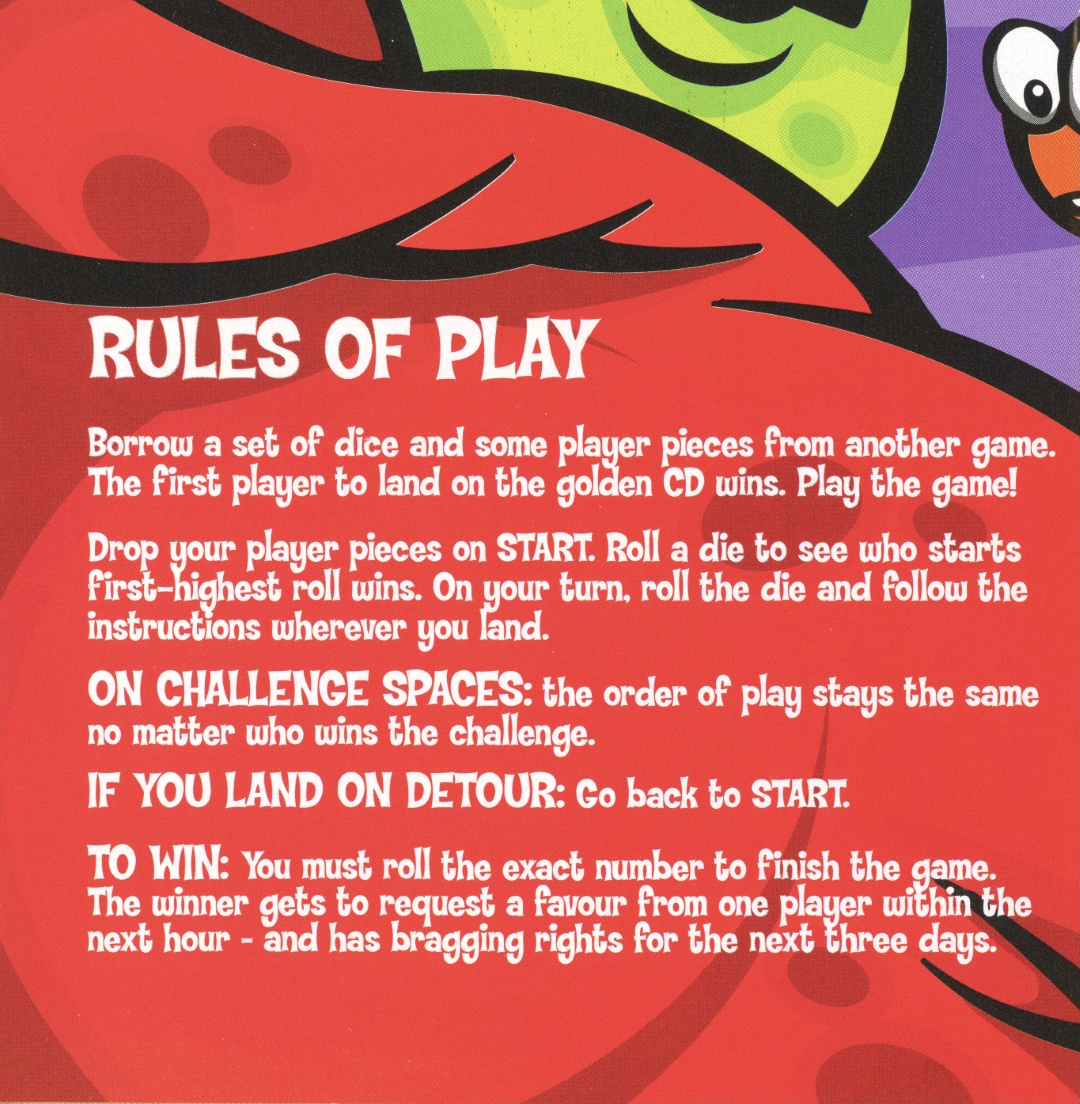 RULES OF PLAY
Borrow a set of dice and some player pieces from another game.
The first player to land on the golden CD wins. Play the game!
Drop your player pieces on START. Roll a die to see who starts
first-highest roll wins. On your turn, roll the die and follow the
instructions wherever you land.
ON CHALLENGE SPACES: the order of play stays the same
no matter who wins the challenge.
IF YOU LAND ON DETOUR: Go back to START.
TO WIN: You must roll the exact number to finish the game.
The winner gets to request a favour from one player within the
next hour - and has bragging rights for the next three days.